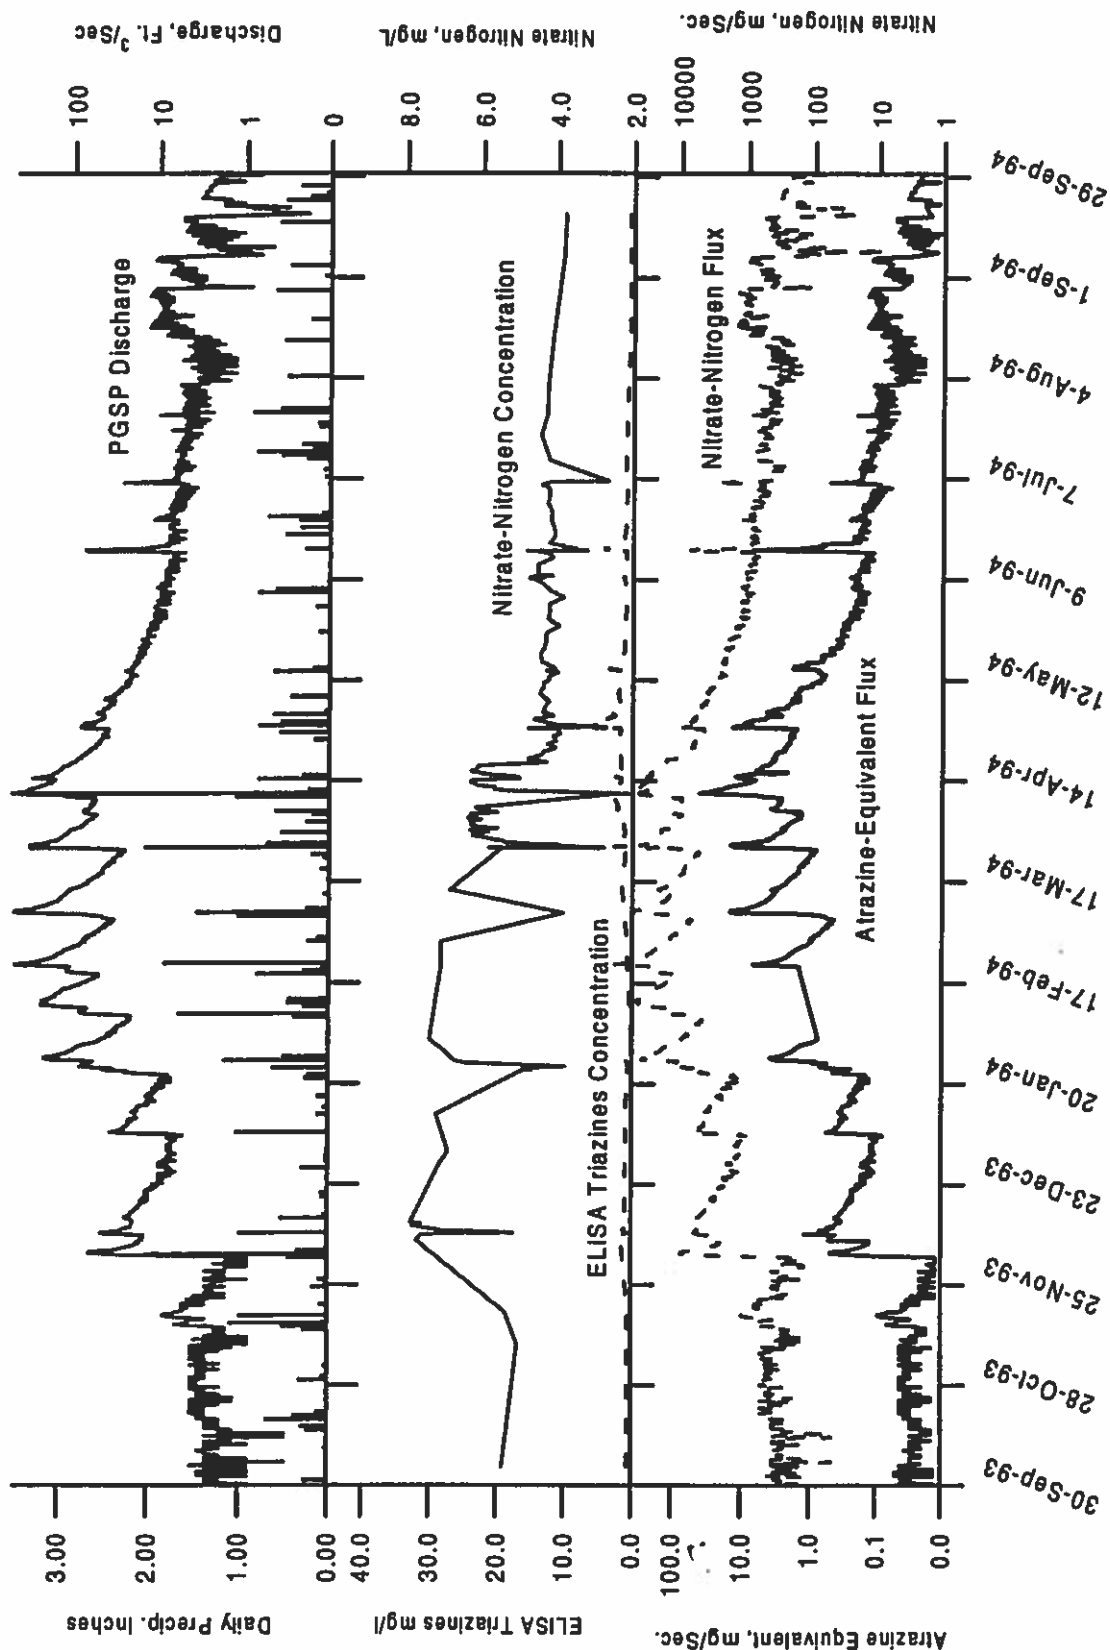 Daily Precip. Inches
3.00
2.00
1.00
0.00
Discharge, Ft. 3/Sec
100
10
1
0
PGSP Discharge
ELISA Triazines mg/l
40.0
30.0
20.0
10.0
0.0
Nitrate Nitrogen, mg/L
8.0
6.0
4.0
2.0
Nitrate-Nitrogen Concentration
ELISA Triazines Concentration
Atrazine Equivalent, mg/Sec.
100.0
10.0
1.0
0.1
0.0
Nitrate Nitrogen, mg/Sec.
10000
1000
100
10
1
Nitrate-Nitrogen Flux
Atrazine-Equivalent Flux
30-Sep-93
28-Oct-93
25-Nov-93
23-Dec-93
20-Jan-94
17-Feb-94
17-Mar-94
14-Apr-94
12-May-94
9-Jun-94
7-Jul-94
4-Aug-94
1-Sep-94
29-Sep-94